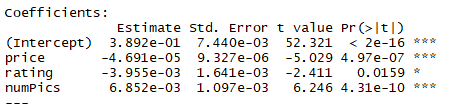 Coefficients:
Estimate Std. Error t value Pr(>|t|)
(Intercept) 3.892e-01 7.440e-03 52.321 < 2e-16 ***
price -4.691e-05 9.327e-06 -5.029 4.97e-07 ***
rating -3.955e-03 1.641e-03 -2.411 0.0159 *
numPics 6.852e-03 1.097e-03 6.246 4.31e-10 ***
---